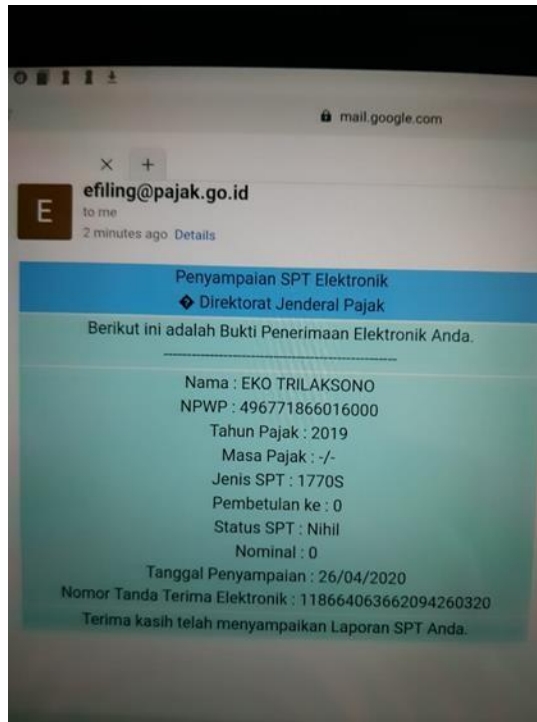 mail.google.com
E
efiling@pajak.go.id
to me
2 minutes ago Details
Penyampaian SPT Elektronik
� Direktorat Jenderal Pajak
Berikut ini adalah Bukti Penerimaan Elektronik Anda.
Nama : EKO TRILAKSONO
NPWP : 496771866016000
Tahun Pajak : 2019
Masa Pajak : -/-
Jenis SPT : 1770S
Pembetulan ke : 0
Status SPT : Nihil
Nominal : 0
Tanggal Penyampaian : 26/04/2020
Nomor Tanda Terima Elektronik : 118664063662094260320
Terima kasih telah menyampaikan Laporan SPT Anda.